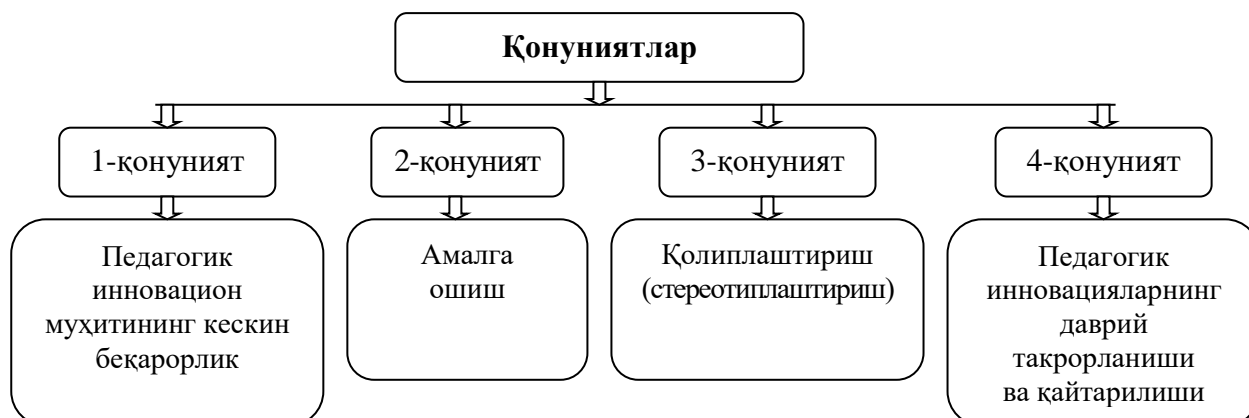 Қонуниятлар
1-қонуният
2-қонуният
3-қонуният
4-қонуният
Педагогик
инновацион
муҳитининг кескин
беқарорлик
Амалга
ошиш
Қолиплаштириш
(стереотиплаштириш)
Педагогик
инновацияларнинг
даврий
такрорланиши
ва қайтарилиши